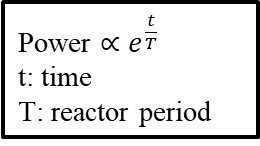 Power ∝ e^(t/T)
t: time
T: reactor period